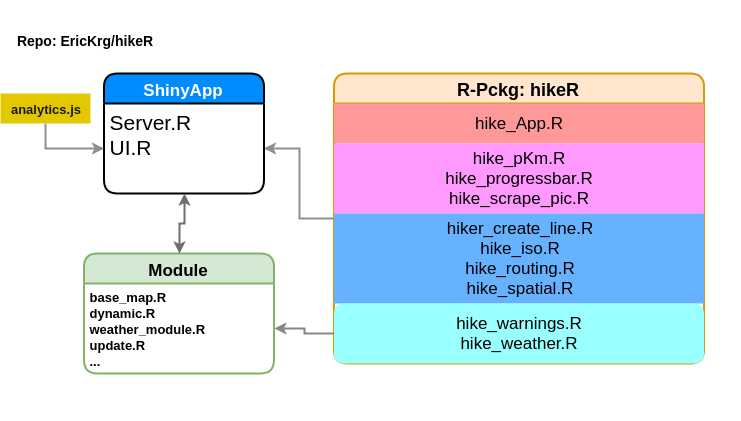 Repo: EricKrg/hikeR
analytics.js
ShinyApp
Server.R
UI.R
Module
base_map.R
dynamic.R
weather_module.R
update.R
...
R-Pckg: hikeR
hike_App.R
hike_pKm.R
hike_progressbar.R
hike_scrape_pic.R
hiker_create_line.R
hike_iso.R
hike_routing.R
hike_spatial.R
hike_warnings.R
hike_weather.R